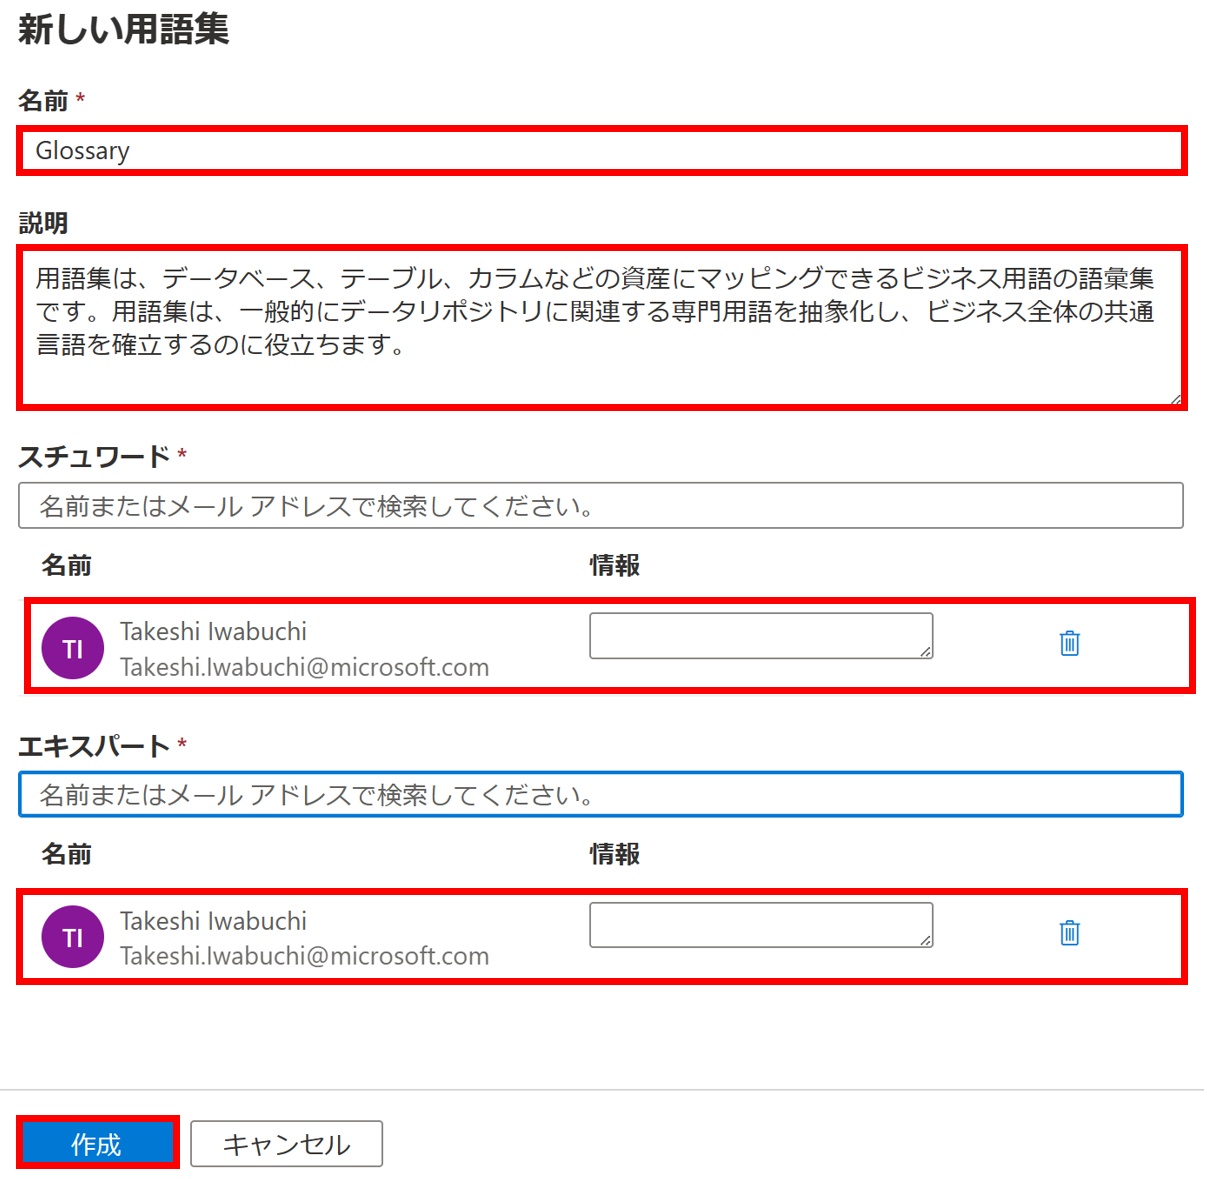 新しい用語集
名前 *
Glossary
説明
用語集は、データベース、テーブル、カラムなどの資産にマッピングできるビジネス用語の語彙集
です。用語集は、一般的にデータリポジトリに関連する専門用語を抽象化し、ビジネス全体の共通
言語を確立するのに役立ちます。
スチュワード *
名前またはメール アドレスで検索してください。
名前 情報
TI Takeshi Iwabuchi
Takeshi.Iwabuchi@microsoft.com
エキスパート *
名前またはメール アドレスで検索してください。
名前 情報
TI Takeshi Iwabuchi
Takeshi.Iwabuchi@microsoft.com
作成 キャンセル